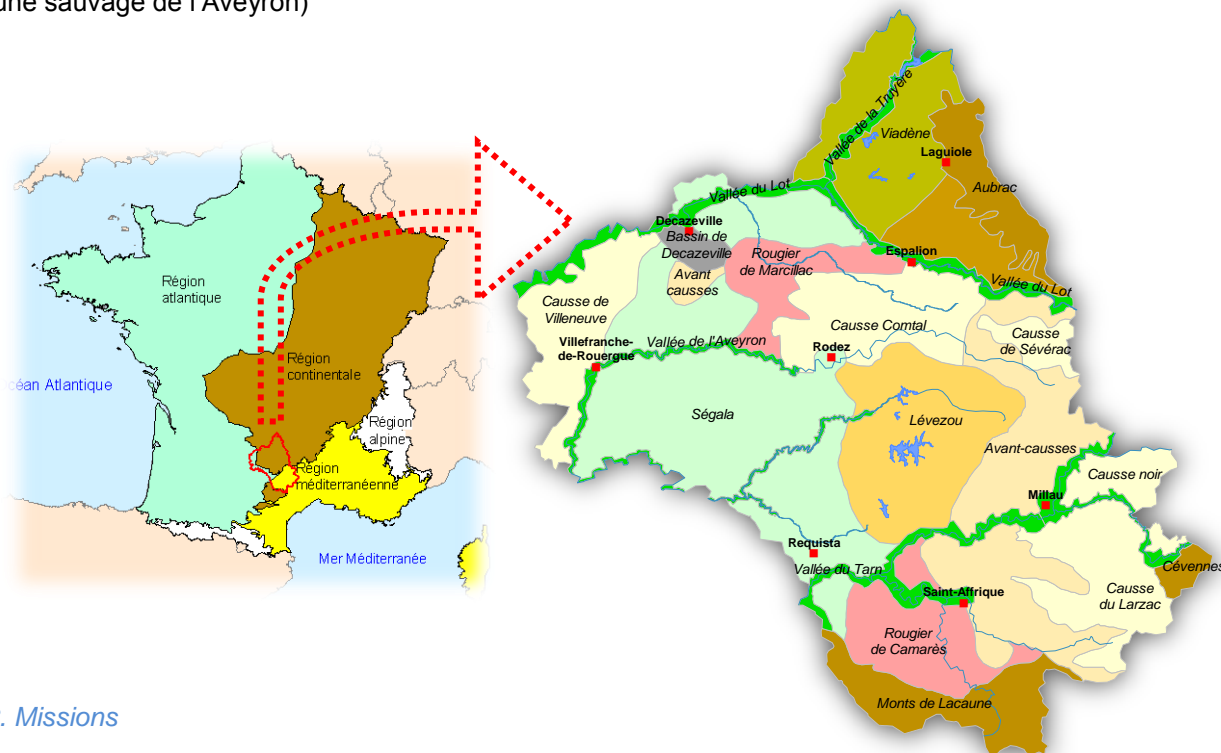 une sauvage de l'Aveyron)
Région
atlantique
Région
continentale
céan Atlantique
Région
alpine
Région
méditerranéenne
Mer Méditerranée
Vallée de la Truyère
Viadène
Laguiole
Aubrac
Vallée du Lot
Decazeville
Bassin de
Decazeville
Rougier
de Marcillac
Espalion
Avant
causses
Vallée du Lot
Causse de
Villeneuve
Causse Comtal
Causse
de Sévérac
Villefranche-
de-Rouergue
Vallée de l'Aveyron
Rodez
Ségala
Lévezou
Avant-causses
Causse noir
Millau
Requista
Vallée du Tarn
Cévennes
Saint-Affrique
Causse
du Larzac
Rougier
de Camarès
Monts de Lacaune
. Missions